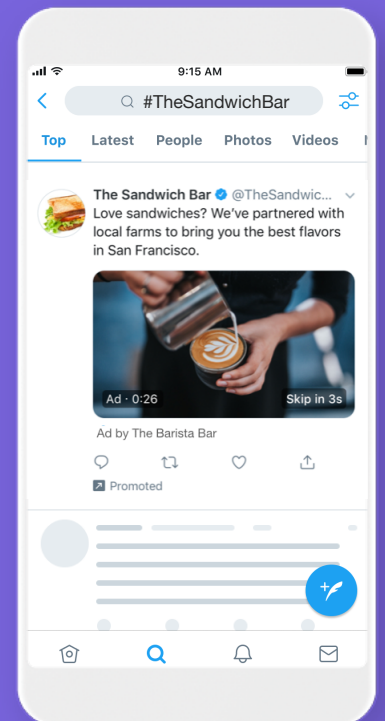 9:15 AM
#TheSandwichBar
Top Latest People Photos Videos
The Sandwich Bar @TheSandwic...
Love sandwiches? We've partnered with
local farms to bring you the best flavors
in San Francisco.
Ad · 0:26 Skip in 3s
Ad by The Barista Bar
Promoted